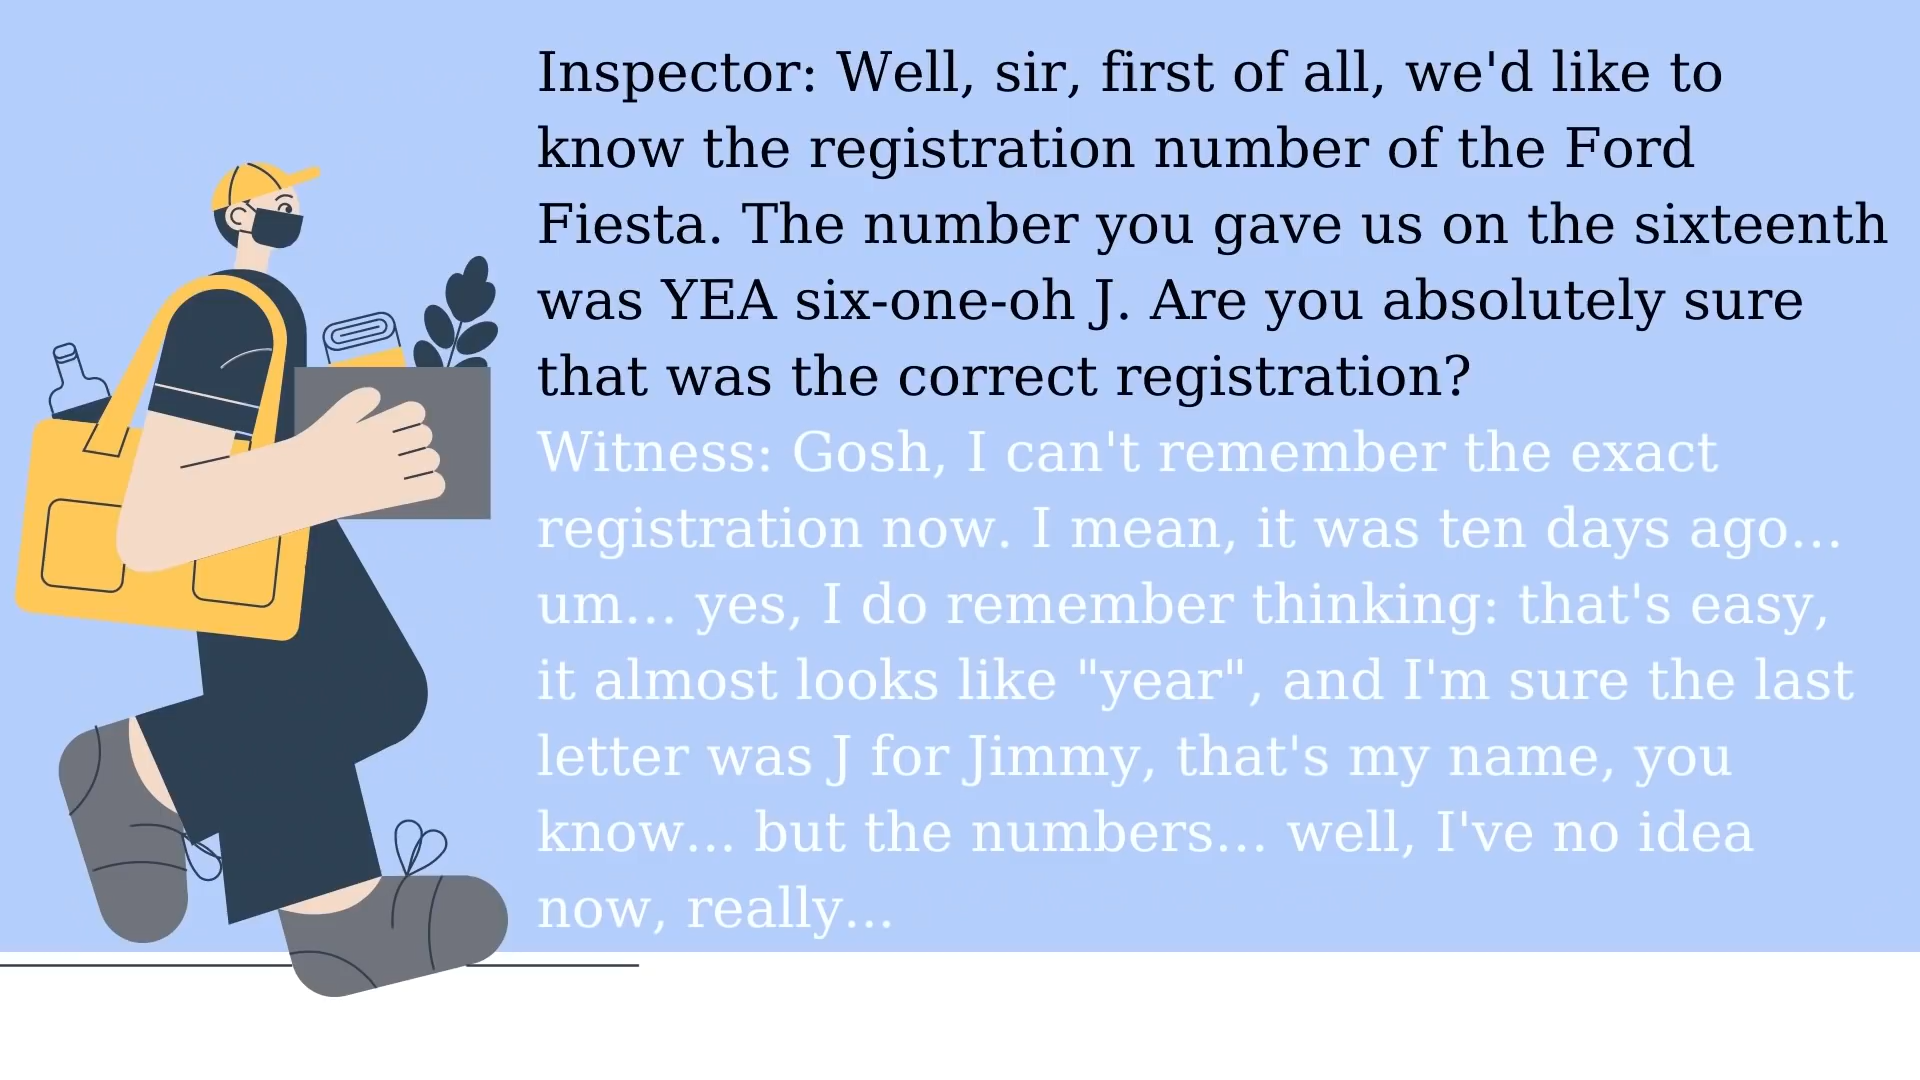 Inspector: Well, sir, first of all, we'd like to
know the registration number of the Ford
Fiesta. The number you gave us on the sixteenth
was YEA six-one-oh J. Are you absolutely sure
that was the correct registration?
Witness: Gosh, I can't remember the exact
registration now. I mean, it was ten days ago...
um... yes, I do remember thinking: that's easy,
it almost looks like "year", and I'm sure the last
letter was J for Jimmy, that's my name, you
know... but the numbers... well, I've no idea
now, really...